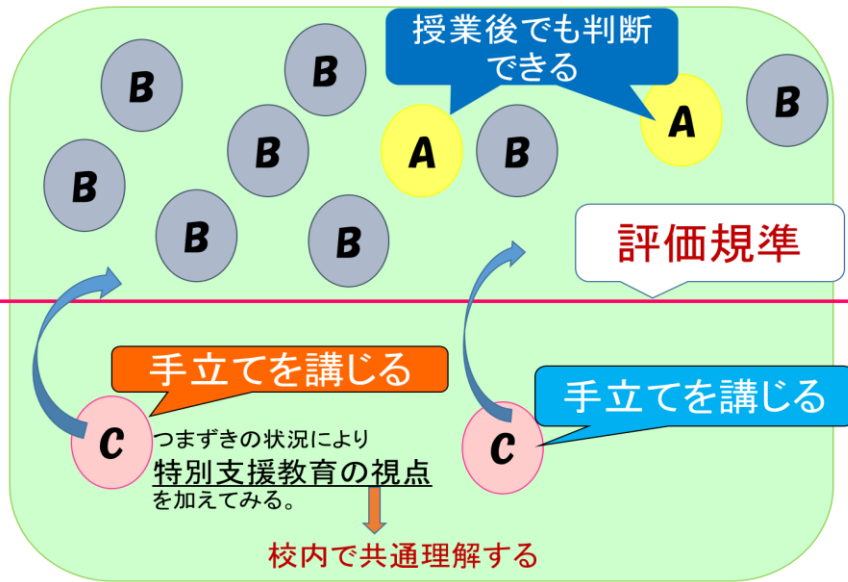 授業後でも判断
できる
B
B
B
A
B
B
B
A
B
B
B
評価規準
手立てを講じる
手立てを講じる
C
つまずきの状況により
特別支援教育の視点
を加えてみる。
C
校内で共通理解する